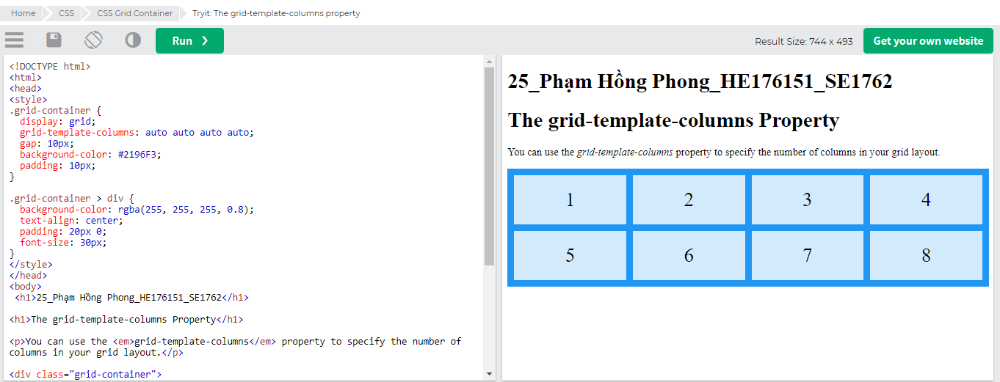 Home CSS CSS Grid Container Tryit: The grid-template-columns property
Run ❯ Result Size: 744 x 493 Get your own website
<!DOCTYPE html>
<html>
<head>
<style>
.grid-container {
  display: grid;
  grid-template-columns: auto auto auto auto;
  gap: 10px;
  background-color: #2196F3;
  padding: 10px;
}

.grid-container > div {
  background-color: rgba(255, 255, 255, 0.8);
  text-align: center;
  padding: 20px 0;
  font-size: 30px;
}
</style>
</head>
<body>
 <h1>25_Phạm Hồng Phong_HE176151_SE1762</h1>

<h1>The grid-template-columns Property</h1>

<p>You can use the <em>grid-template-columns</em> property to specify the number of
columns in your grid layout.</p>

<div class="grid-container">
25_Phạm Hồng Phong_HE176151_SE1762
The grid-template-columns Property
You can use the grid-template-columns property to specify the number of columns in your grid layout.
1 2 3 4
5 6 7 8